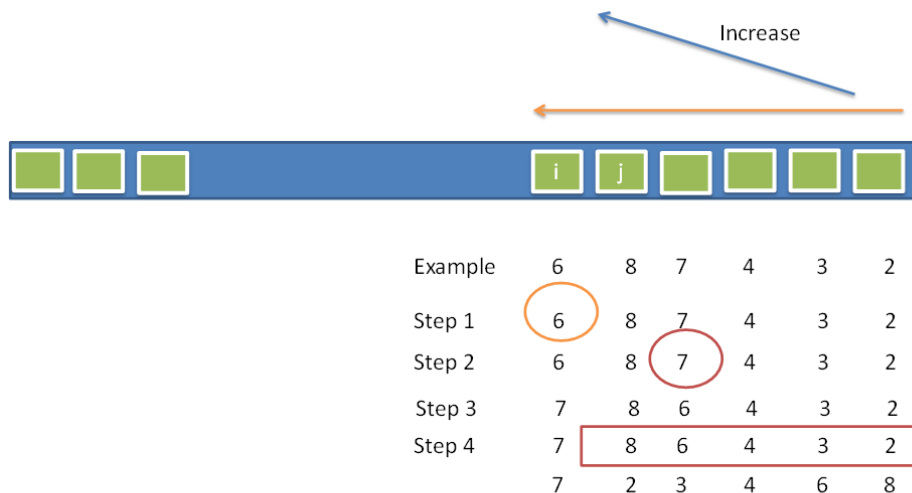 Increase
i j
Example 6 8 7 4 3 2
Step 1 6 8 7 4 3 2
Step 2 6 8 7 4 3 2
Step 3 7 8 6 4 3 2
Step 4 7 8 6 4 3 2
7 2 3 4 6 8